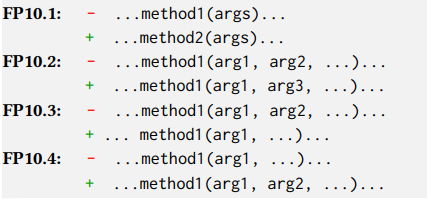 FP10.1: - ...method1(args)...
+ ...method2(args)...
FP10.2: - ...method1(arg1, arg2, ...)...
+ ...method1(arg1, arg3, ...)...
FP10.3: - ...method1(arg1, arg2, ...)...
+ ... method1(arg1, ...)...
FP10.4: - ...method1(arg1, ...)...
+ ...method1(arg1, arg2, ...)...